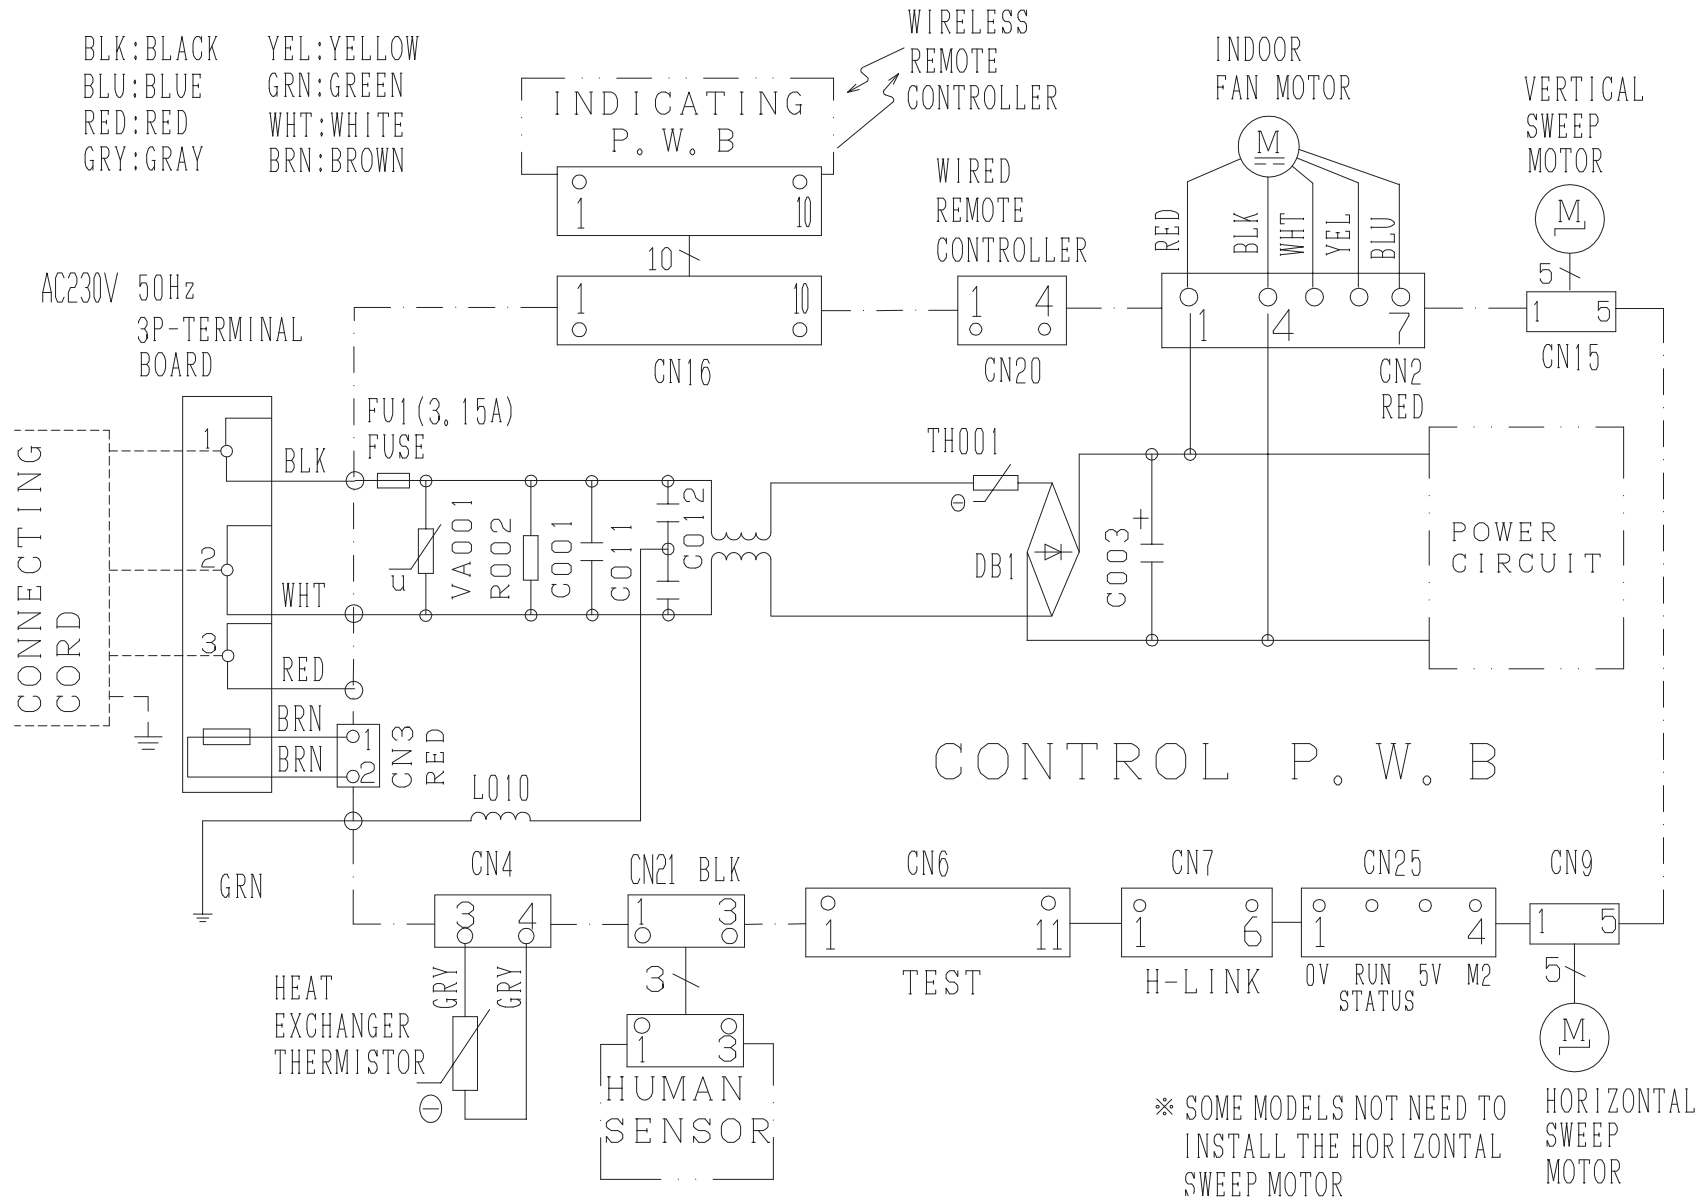 BLK:BLACK YEL:YELLOW
BLU:BLUE GRN:GREEN
RED:RED WHT:WHITE
GRY:GRAY BRN:BROWN
INDICATING
P. W. B
1 10
10
1 10
CN16
WIRELESS
REMOTE
CONTROLLER
WIRED
REMOTE
CONTROLLER
1 4
CN20
INDOOR
FAN MOTOR
M
RED
BLK
WHT
YEL
BLU
1 4 7
CN2
RED
VERTICAL
SWEEP
MOTOR
M
5
1 5
CN15
AC230V 50Hz
3P-TERMINAL
BOARD
CONNECTING
CORD
1
2
3
BLK
WHT
RED
BRN
BRN
1
2
CN3
RED
FU1(3.15A)
FUSE
u
VA001
R002
C001
C011
C012
TH001
DB1
+
C003
POWER
CIRCUIT
CONTROL P. W. B
L010
GRN
CN4
3 4
GRY
GRY
HEAT
EXCHANGER
THERMISTOR
CN21 BLK
1 3
3
1 3
HUMAN
SENSOR
CN6
1 11
TEST
CN7
1 6
H-LINK
CN25
1 4
0V RUN 5V M2
STATUS
CN9
1 5
5
M
HORIZONTAL
SWEEP
MOTOR
※ SOME MODELS NOT NEED TO
INSTALL THE HORIZONTAL
SWEEP MOTOR